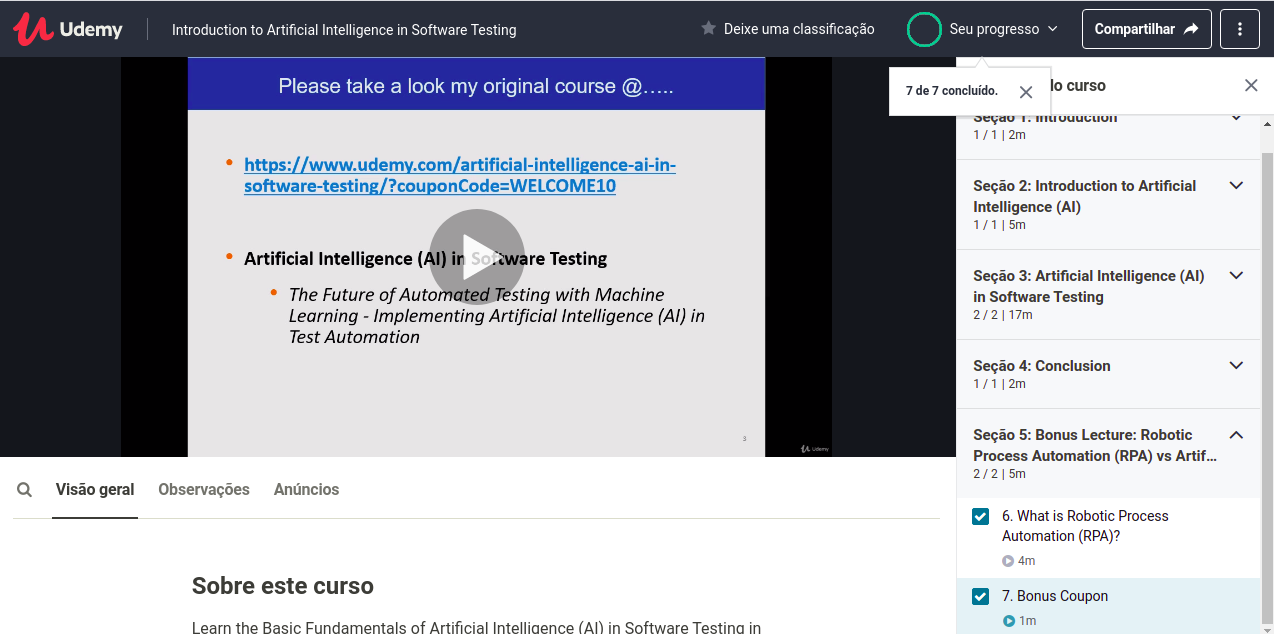 Udemy
Introduction to Artificial Intelligence in Software Testing
Deixe uma classificação
Seu progresso
Compartilhar
Please take a look my original course @…..
https://www.udemy.com/artificial-intelligence-ai-in-
software-testing/?couponCode=WELCOME10
Artificial Intelligence (AI) in Software Testing
The Future of Automated Testing with Machine
Learning - Implementing Artificial Intelligence (AI) in
Test Automation
3
Udemy
7 de 7 concluído.
lo curso
Seção 1: Introduction
1 / 1 | 2m
Seção 2: Introduction to Artificial
Intelligence (AI)
1 / 1 | 5m
Seção 3: Artificial Intelligence (AI)
in Software Testing
2 / 2 | 17m
Seção 4: Conclusion
1 / 1 | 2m
Seção 5: Bonus Lecture: Robotic
Process Automation (RPA) vs Artif...
2 / 2 | 5m
6. What is Robotic Process
Automation (RPA)?
4m
7. Bonus Coupon
1m
Visão geral
Observações
Anúncios
Sobre este curso
Learn the Basic Fundamentals of Artificial Intelligence (AI) in Software Testing in